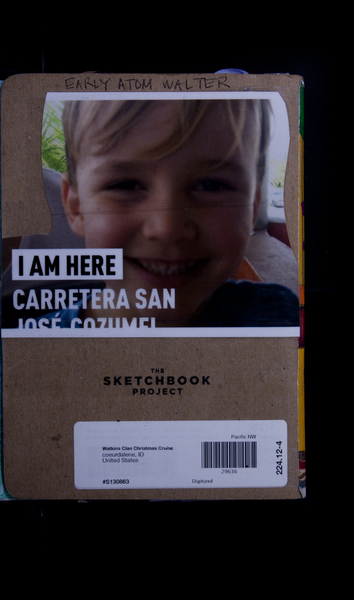 EARLY ATOM WALTER
I AM HERE
CARRETERA SAN
JOSÉ COZUMEL
THE
SKETCHBOOK
PROJECT
Pacific NW
Watkins Clan Christmas Cruise
coeurdalene, ID
United States
29636
#S130863
Digitized
224.12-4